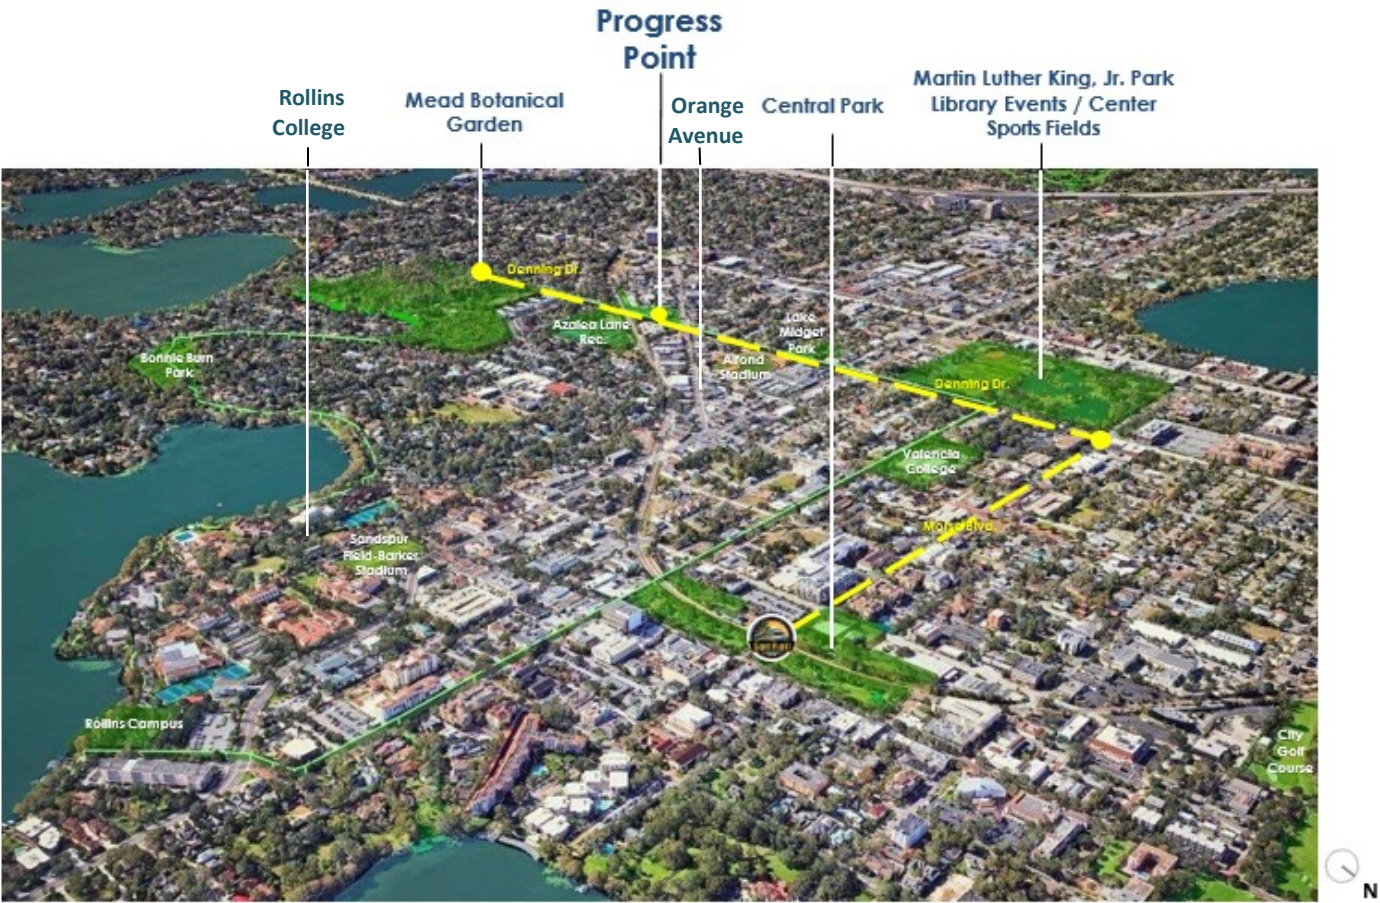 Progress
Point
Rollins
College
Mead Botanical
Garden
Orange
Avenue
Central Park
Martin Luther King, Jr. Park
Library Events / Center
Sports Fields
Denning Dr.
Azalea Lane
Rec.
Lake
Midget
Park
Alfond
Stadium
Bonnie Burn
Park
Denning Dr.
Valencia
College
Morse Blvd.
Sandspur
Field-Barker
Stadium
Rollins Campus
City
Golf
Course
N